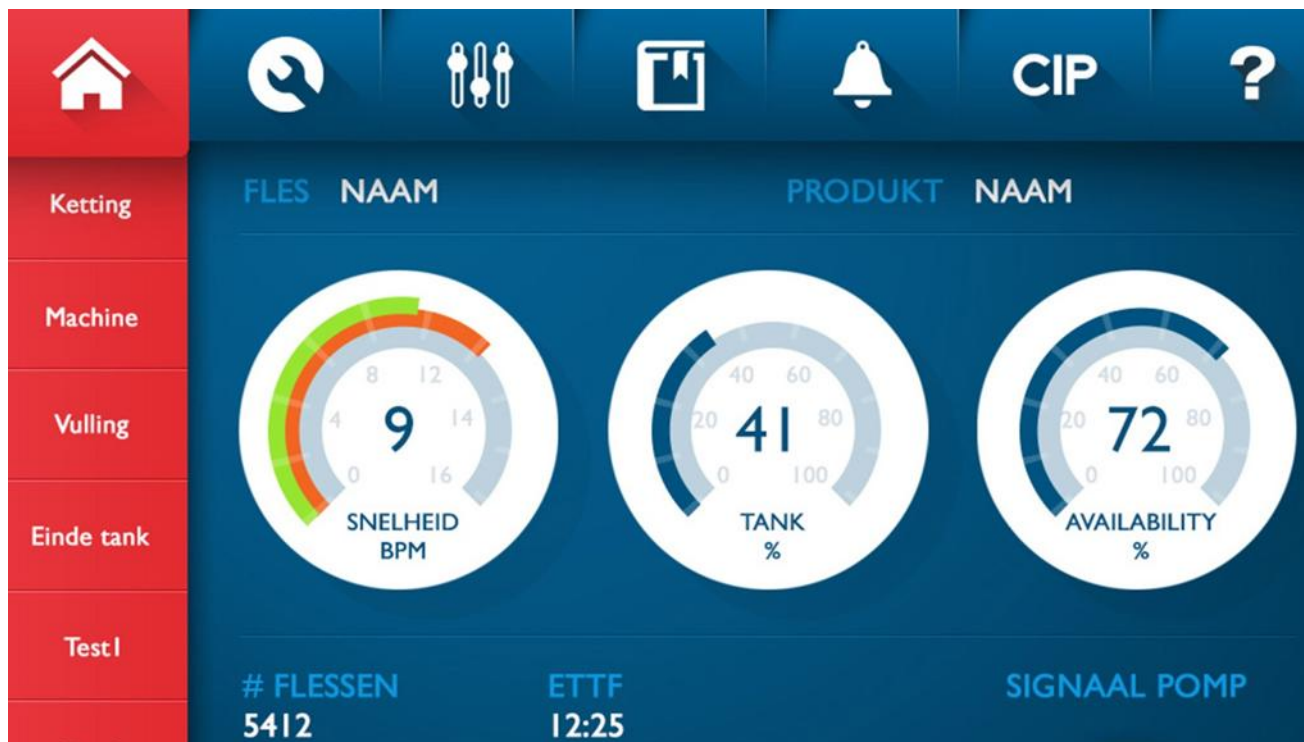 CIP
?
Ketting
Machine
Vulling
Einde tank
Test1
FLES NAAM
PRODUKT NAAM
0 4 8 12 14 16
9
SNELHEID
BPM
0 20 40 60 80 100
41
TANK
%
0 20 40 60 80 100
72
AVAILABILITY
%
# FLESSEN
5412
ETTF
12:25
SIGNAAL POMP